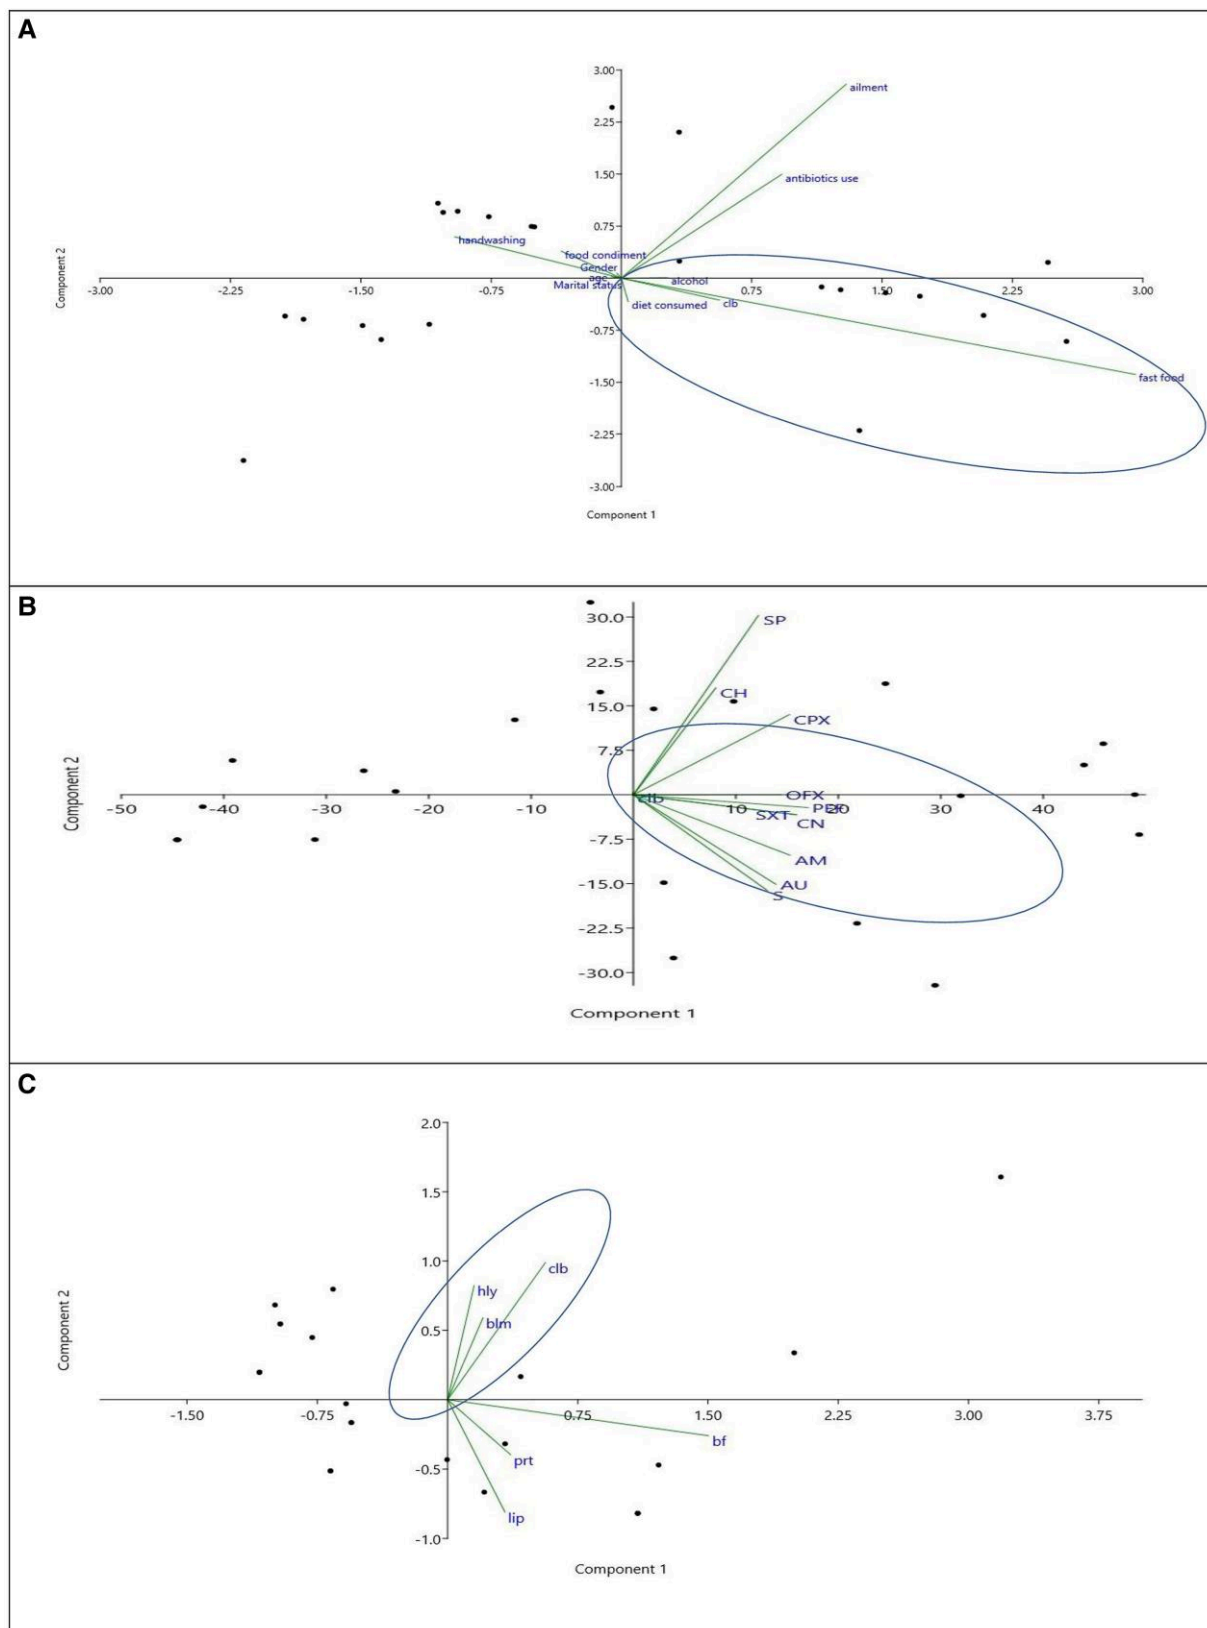 A
3.00
ailment
2.25
antibiotics use
1.50
0.75
handwashing
food condiment
Gender
age
-3.00 -2.25 -1.50 -0.75 0.75 1.50 2.25 3.00
alcohol
Marital status
diet consumed
clb
-0.75
fast food
-1.50
-2.25
-3.00
Component 2
Component 1
B
30.0
SP
22.5
CH
15.0
CPX
7.5
OFX
clb
-50 -40 -30 -20 -10 10 20 30 40
PEF
SXT
CN
-7.5
AM
AU
-15.0
S
-22.5
-30.0
Component 2
Component 1
C
2.0
1.5
1.0
clb
hly
blm
0.5
-1.50 -0.75 0.75 1.50 2.25 3.00 3.75
bf
prt
-0.5
lip
-1.0
Component 2
Component 1